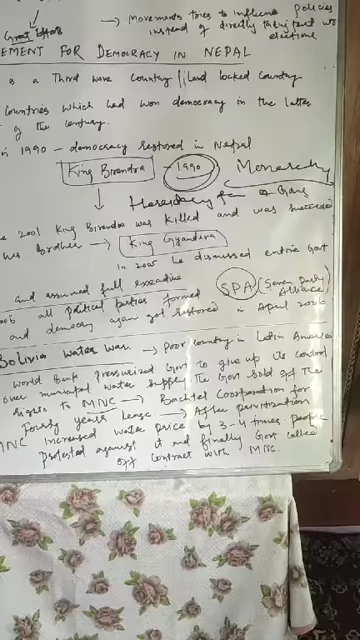 → Movements tries to influence policies
instead of directly taking part in
elections
EMENT FOR DEMOCRACY IN NEPAL
is a Third wave Country || Land locked country
Countries which had won democracy in the latter
of the century.
n 1990 - democracy restored in Nepal
King Birendra 1990 Monarchy
↓ Hereditary
2001 King Birendra was killed and was succeeded
his Brother → King Gyandera
in 2005 he dismissed entire Govt
and assumed full executive
SPA (Seven Party Alliance)
006 all political parties formed
and democracy again got restored in April 2006
Bolivia Water War → Poor country in Latin America
World Bank pressurized Govt to give up its control
over municipal water supply. The Govt sold off the
rights to MNC → Bachtel Cooperation for
Fourty years lease → After privitization
MNC increased water price by 3-4 times people
protested against it and finally Govt called
off contract with MNC.